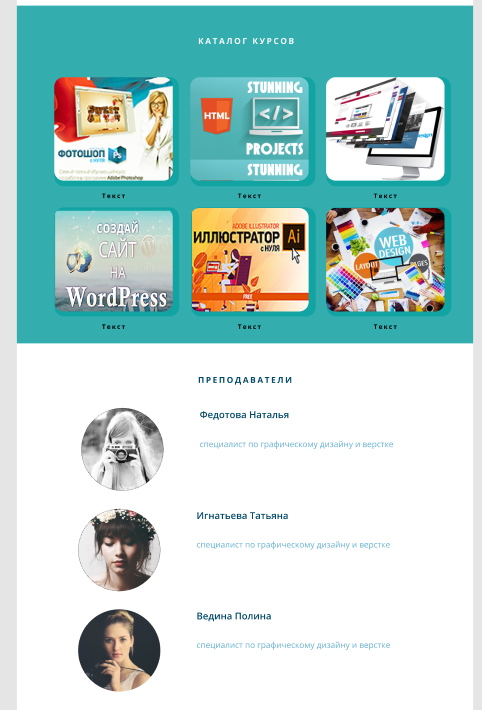 КАТАЛОГ КУРСОВ
ФОТОШОП
с НУЛЯ
Ps
Adobe Photoshop
STUNNING
HTML
</>
PROJECTS
STUNNING
Текст
Текст
Текст
СОЗДАЙ
САЙТ
НА
WordPress
ADOBE ILLUSTRATOR
ИЛЛЮСТРАТОР
с НУЛЯ
Ai
FREE
WEB
DESIGN
LAYOUT
PAGES
Текст
Текст
Текст
ПРЕПОДАВАТЕЛИ
Федотова Наталья
специалист по графическому дизайну и верстке
Игнатьева Татьяна
специалист по графическому дизайну и верстке
Ведина Полина
специалист по графическому дизайну и верстке